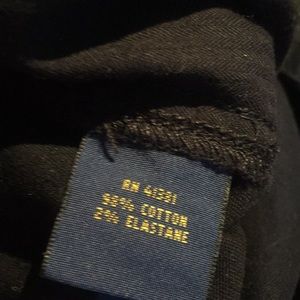 RN 41381
98% COTTON
2% ELASTANE